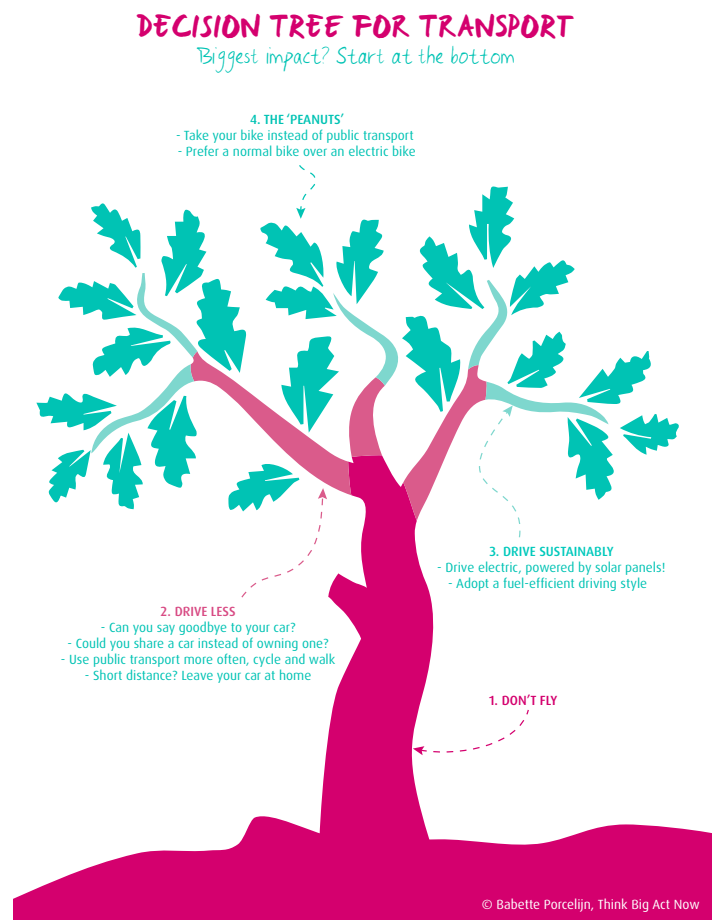 DECISION TREE FOR TRANSPORT
Biggest impact? Start at the bottom
4. THE ‘PEANUTS’
- Take your bike instead of public transport
- Prefer a normal bike over an electric bike
3. DRIVE SUSTAINABLY
- Drive electric, powered by solar panels!
- Adopt a fuel-efficient driving style
2. DRIVE LESS
- Can you say goodbye to your car?
- Could you share a car instead of owning one?
- Use public transport more often, cycle and walk
- Short distance? Leave your car at home
1. DON’T FLY
© Babette Porcelijn, Think Big Act Now